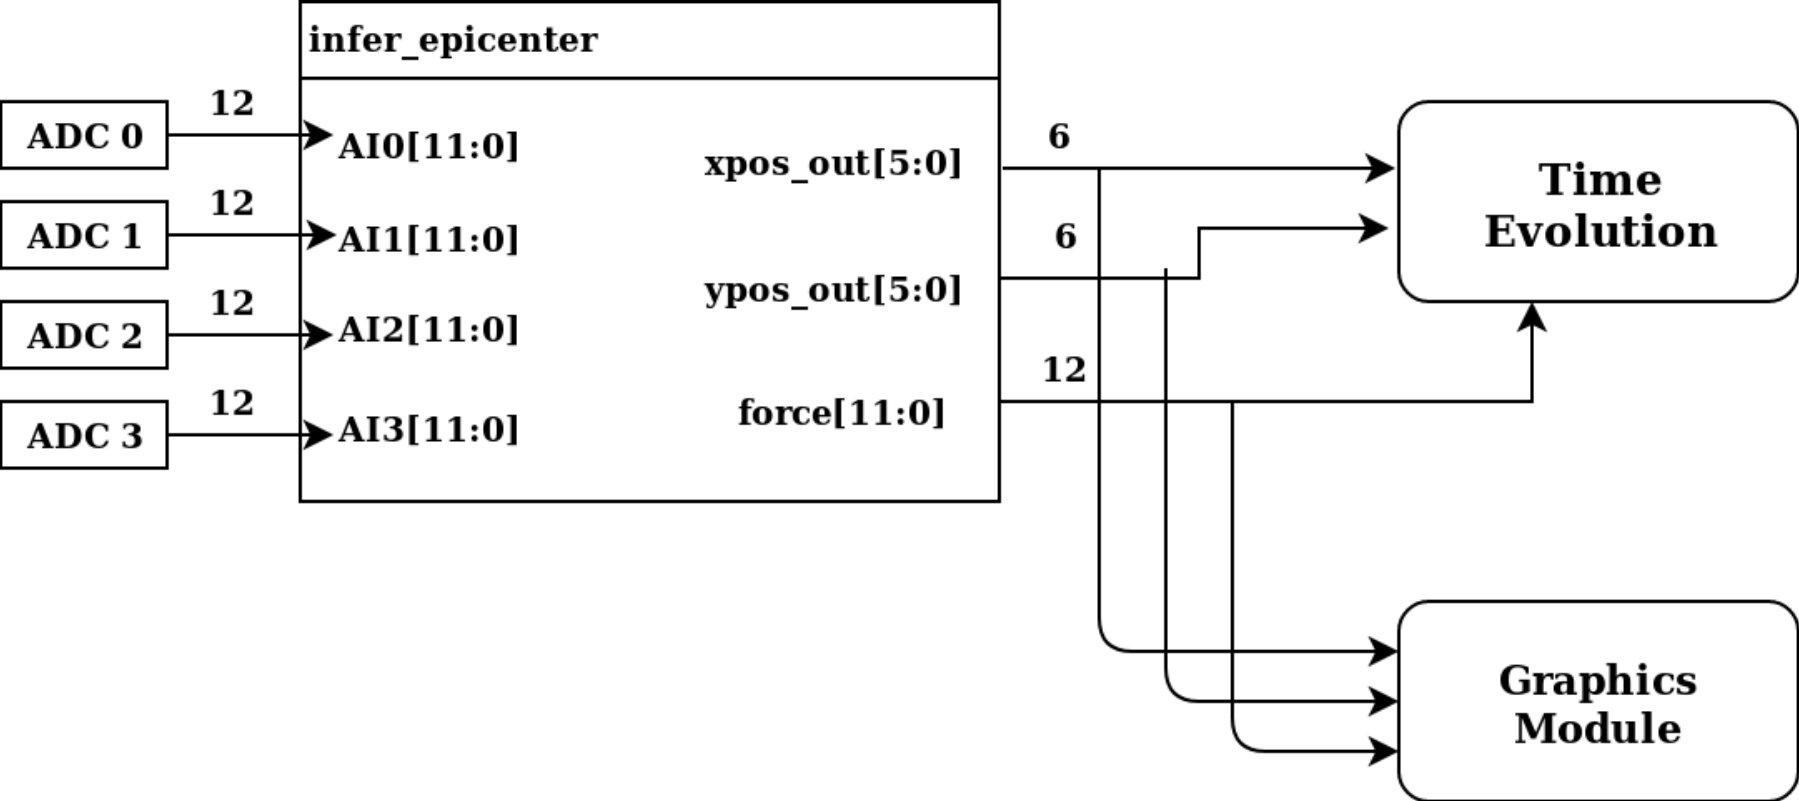 infer_epicenter
ADC 0
12
AI0[11:0]
ADC 1
12
AI1[11:0]
ADC 2
12
AI2[11:0]
ADC 3
12
AI3[11:0]
xpos_out[5:0]
6
ypos_out[5:0]
6
force[11:0]
12
Time
Evolution
Graphics
Module